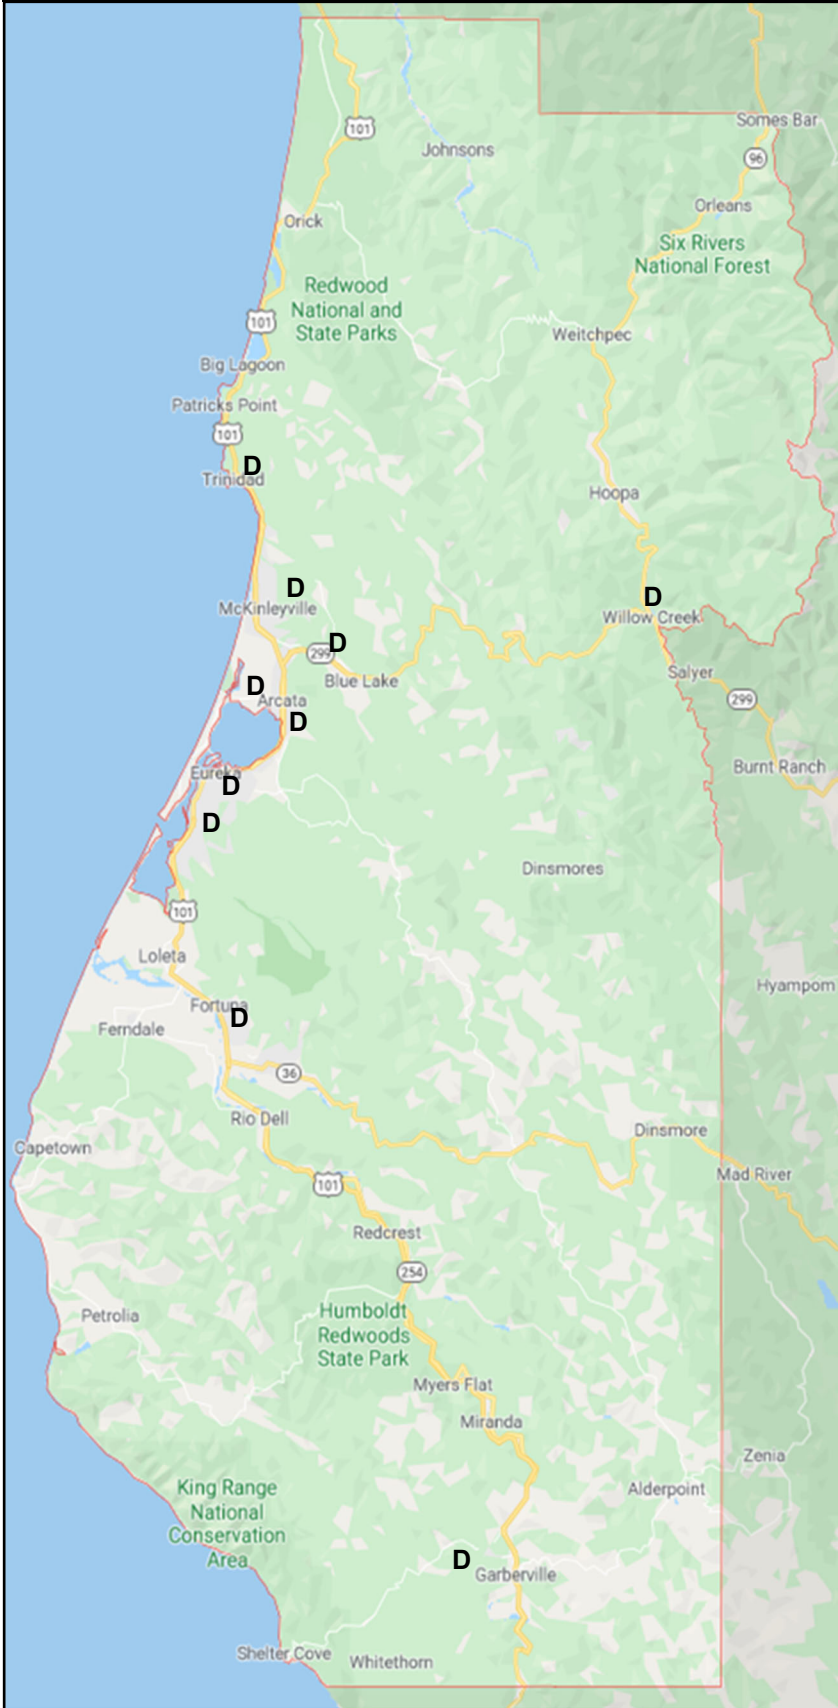 Somes Bar
101
Johnsons
96
Orleans
Orick
Six Rivers
National Forest
Redwood
National and
State Parks
101
Weitchpec
Big Lagoon
Patricks Point
101
D
Trinidad
Hoopa
D
McKinleyville
D
Willow Creek
D
299
Blue Lake
Salyer
D
Arcata
299
D
Eureka
D
Burnt Ranch
D
Dinsmores
101
Loleta
Hyampom
Fortuna
D
Ferndale
36
Rio Dell
Dinsmore
Capetown
Mad River
101
Redcrest
254
Petrolia
Humboldt
Redwoods
State Park
Myers Flat
Miranda
Zenia
King Range
National
Conservation
Area
Alderpoint
D
Garberville
Shelter Cove
Whitethorn